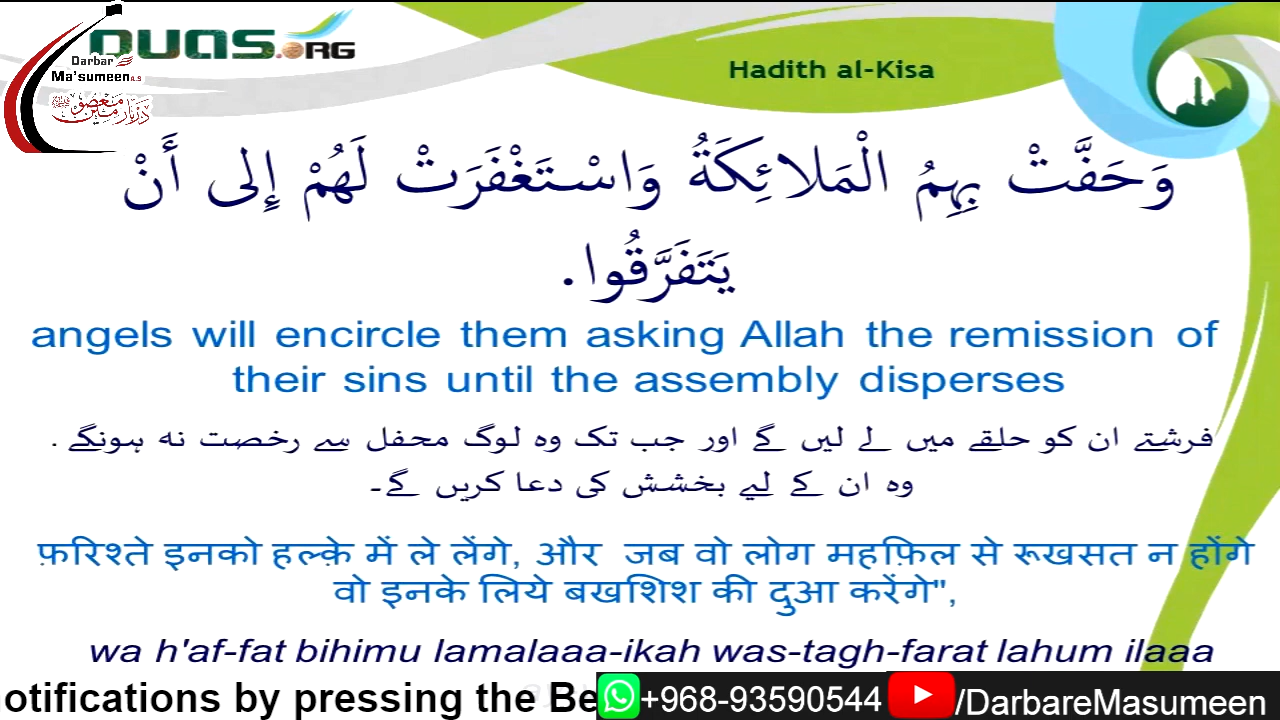 DUAS.ORG
Darbar
Ma'sumeen A.S
دربار معصومین
Hadith al-Kisa
وَحَفَّتْ بِهِمُ الْمَلائِكَةُ وَاسْتَغْفَرَتْ لَهُمْ إِلى أَنْ
يَتَفَرَّقُوا.
angels will encircle them asking Allah the remission of
their sins until the assembly disperses
فرشتے ان کو حلقے میں لے لیں گے اور جب تک وہ لوگ محفل سے رخصت نه ہونگے .
وہ ان کے لیے بخشش کی دعا کریں گے۔
फ़रिश्ते इनको हल्क़े में ले लेंगे, और जब वो लोग महफ़िल से रूखसत न होंगे
वो इनके लिये बखशिश की दुआ करेंगे",
wa h'af-fat bihimu lamalaaa-ikah was-tagh-farat lahum ilaaa
otifications by pressing the Be
+968-93590544
/DarbareMasumeen